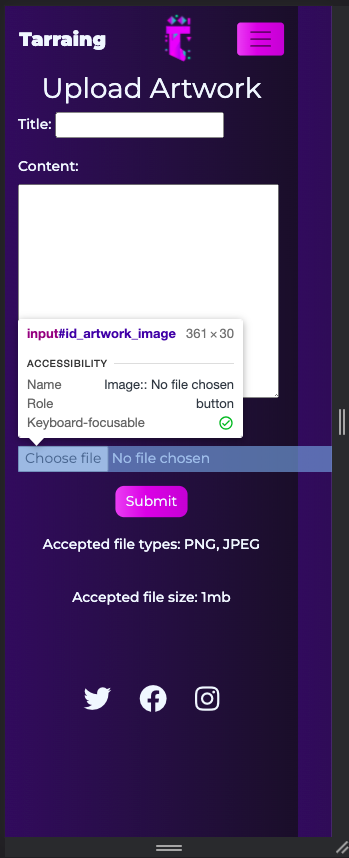 Tarraing
Upload Artwork
Title:
Content:
input#id_artwork_image 361 × 30
ACCESSIBILITY
Name Image:: No file chosen
Role button
Keyboard-focusable
Choose file No file chosen
Submit
Accepted file types: PNG, JPEG
Accepted file size: 1mb